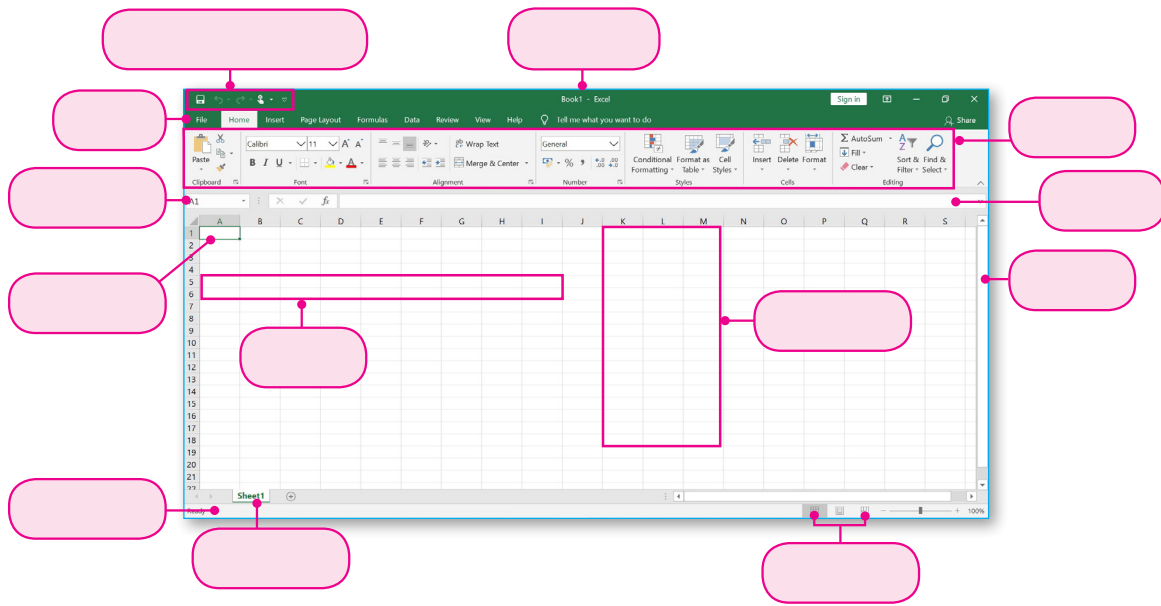 Book1 - Excel
Sign in
File Home Insert Page Layout Formulas Data Review View Help Tell me what you want to do Share
Calibri 11 A A Wrap Text General AutoSum
Paste Fill
B I U A Merge & Center % , Conditional Format as Cell Insert Delete Format Clear Sort & Find &
Formatting Table Styles Filter Select
Clipboard Font Alignment Number Styles Cells Editing
A1 fx
A B C D E F G H I J K L M N O P Q R S
1
2
3
4
5
6
7
8
9
10
11
12
13
14
15
16
17
18
19
20
21
22
Sheet1
Ready 100%